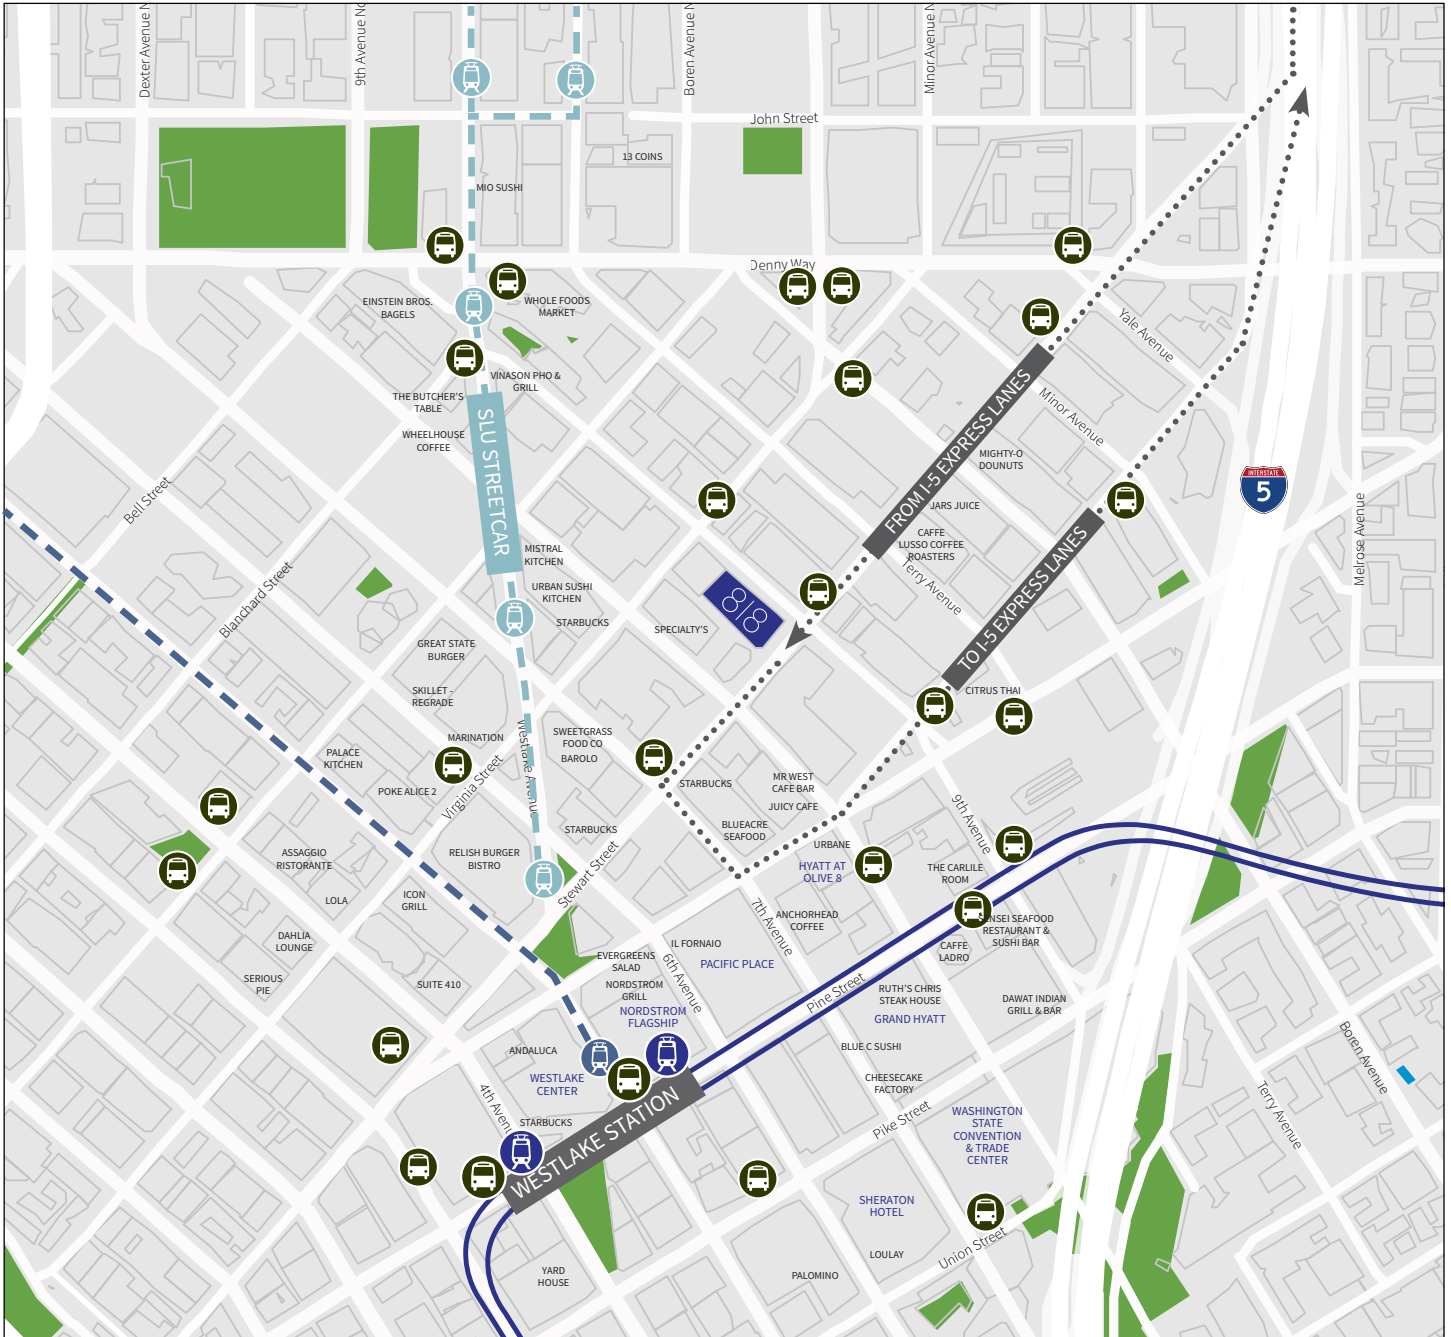 Dexter Avenue N
9th Avenue No
Boren Avenue N
Minor Avenue N
John Street
13 COINS
MIO SUSHI
Denny Way
EINSTEIN BROS.
BAGELS
WHOLE FOODS
MARKET
Yale Avenue
VINASON PHO &
GRILL
THE BUTCHER'S
TABLE
WHEELHOUSE
COFFEE
SLU STREETCAR
FROM I-5 EXPRESS LANES
Minor Avenue
MIGHTY-O
DOUNUTS
INTERSTATE
5
Bell Street
JARS JUICE
CAFFE
LUSSO COFFEE
ROASTERS
Melrose Avenue
MISTRAL
KITCHEN
URBAN SUSHI
KITCHEN
STARBUCKS
Terry Avenue
TO I-5 EXPRESS LANES
Blanchard Street
818
SPECIALTY'S
GREAT STATE
BURGER
SKILLET -
REGRADE
CITRUS THAI
MARINATION
Westlake Avenue
SWEETGRASS
FOOD CO
BAROLO
PALACE
KITCHEN
POKE ALICE 2
Virginia Street
STARBUCKS
MR WEST
CAFE BAR
JUICY CAFE
9th Avenue
BLUEACRE
SEAFOOD
STARBUCKS
URBANE
HYATT AT
OLIVE 8
ASSAGGIO
RISTORANTE
RELISH BURGER
BISTRO
Stewart Street
THE CARLILE
ROOM
LOLA
ICON
GRILL
7th Avenue
ANCHORHEAD
COFFEE
SENSEI SEAFOOD
RESTAURANT &
SUSHI BAR
DAHLIA
LOUNGE
IL FORNAIO
CAFFE
LADRO
EVERGREENS
SALAD
6th Avenue
PACIFIC PLACE
SERIOUS
PIE
SUITE 410
NORDSTROM
GRILL
NORDSTROM
FLAGSHIP
Pine Street
RUTH'S CHRIS
STEAK HOUSE
GRAND HYATT
DAWAT INDIAN
GRILL & BAR
ANDALUCA
BLUE C SUSHI
Boren Avenue
WESTLAKE
CENTER
CHEESECAKE
FACTORY
4th Avenu
STARBUCKS
WESTLAKE STATION
Pike Street
WASHINGTON
STATE
CONVENTION
& TRADE
CENTER
Terry Avenue
SHERATON
HOTEL
Union Street
LOULAY
YARD
HOUSE
PALOMINO